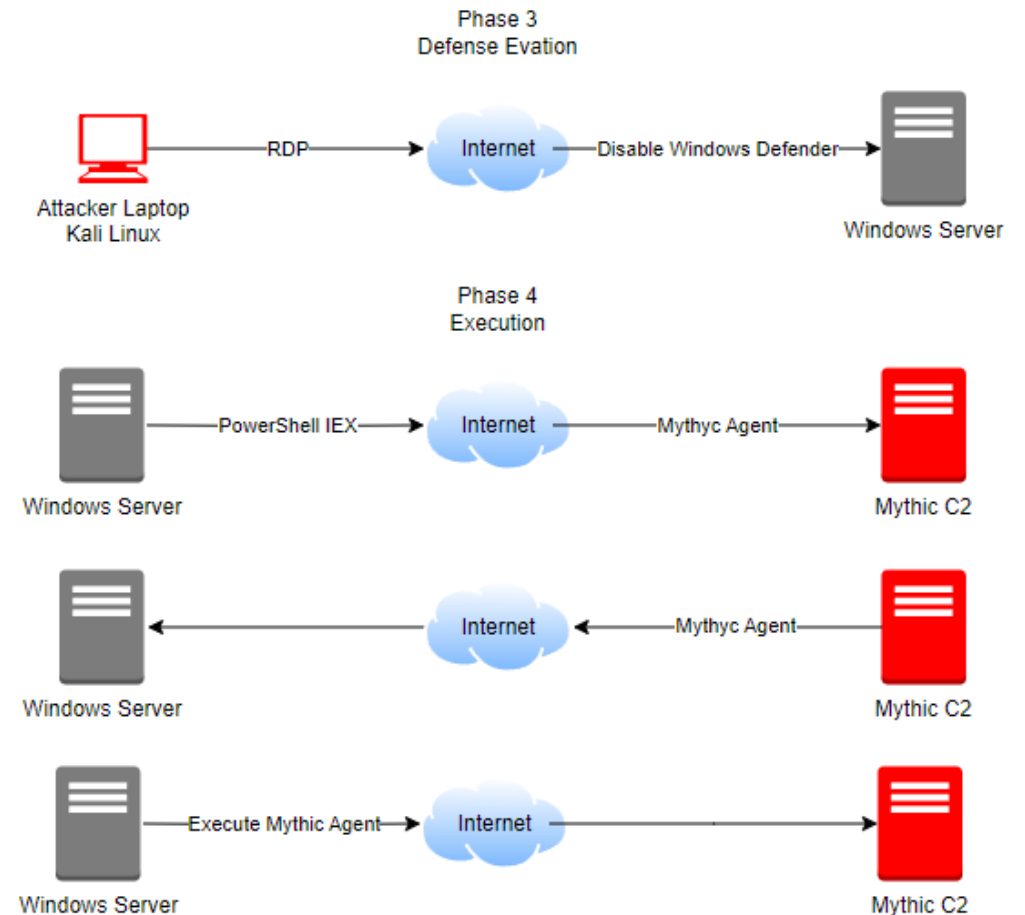 Phase 3
Defense Evation
RDP
Internet
Disable Windows Defender
Attacker Laptop
Kali Linux
Windows Server
Phase 4
Execution
PowerShell IEX
Internet
Mythyc Agent
Windows Server
Mythic C2
Internet
Mythyc Agent
Windows Server
Mythic C2
Execute Mythic Agent
Internet
Windows Server
Mythic C2